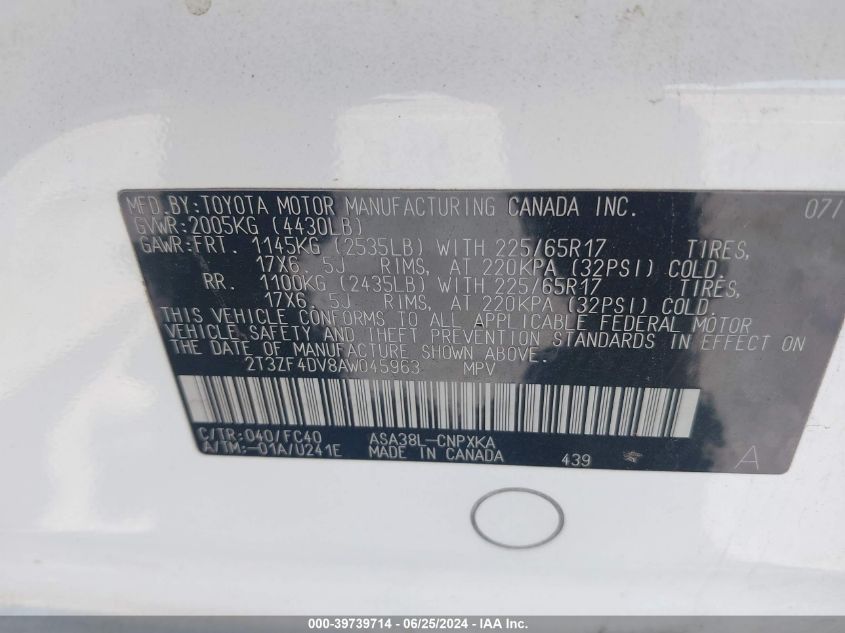 MFD.BY:TOYOTA MOTOR MANUFACTURING CANADA INC. 07/
GVWR:2005KG (4430LB)
GAWR:FRT. 1145KG (2535LB) WITH 225/65R17 TIRES,
17X6. 5J RIMS, AT 220KPA (32PSI) COLD.
RR. 1100KG (2435LB) WITH 225/65R17 TIRES,
17X6. 5J RIMS, AT 220KPA (32PSI) COLD.
THIS VEHICLE CONFORMS TO ALL APPLICABLE FEDERAL MOTOR
VEHICLE SAFETY AND THEFT PREVENTION STANDARDS IN EFFECT ON
THE DATE OF MANUFACTURE SHOWN ABOVE.
2T3ZF4DV8AW045963 MPV
C/TR:040/FC40 ASA38L-CNPXKA
A/TM:-01A/U241E MADE IN CANADA 439 A
000-39739714 - 06/25/2024 - IAA Inc.